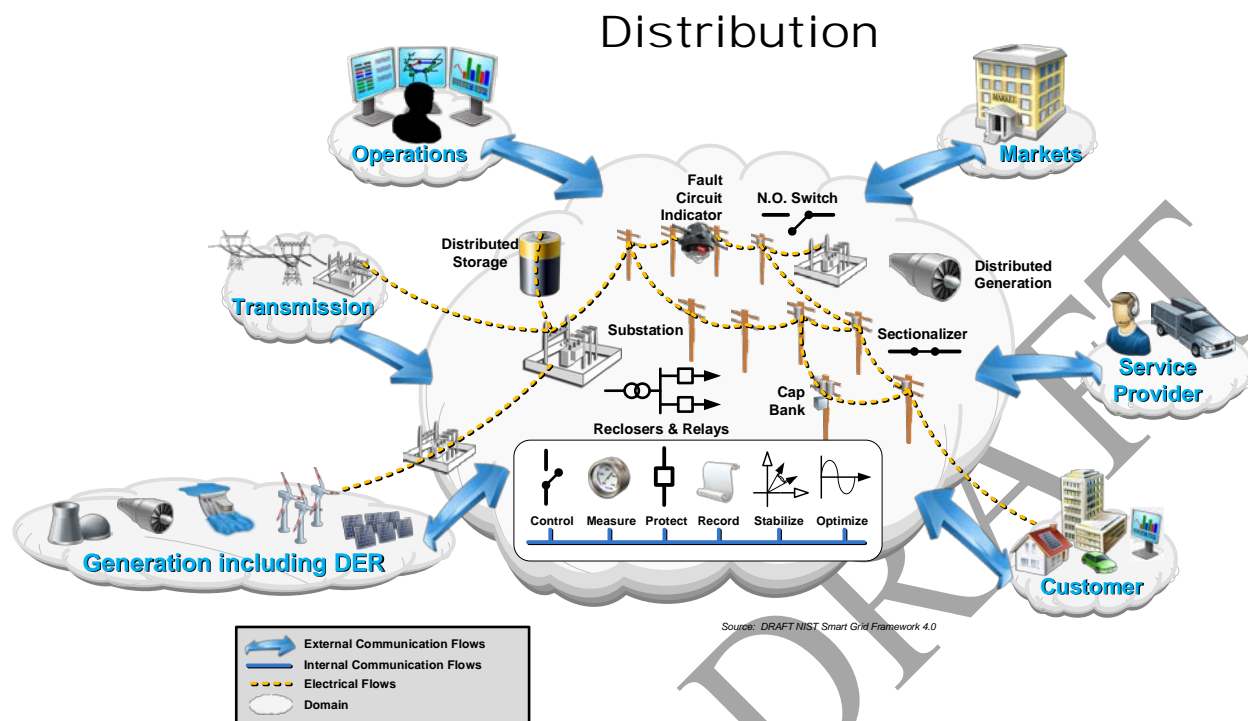 Distribution
Operations
MARKET
Markets
Fault
Circuit
Indicator
N.O. Switch
Distributed
Storage
Distributed
Generation
Transmission
Substation
Sectionalizer
Service
Provider
Cap
Bank
Reclosers & Relays
Control Measure Protect Record Stabilize Optimize
Generation including DER
Customer
Source: DRAFT NIST Smart Grid Framework 4.0
External Communication Flows
Internal Communication Flows
Electrical Flows
Domain
DRAFT